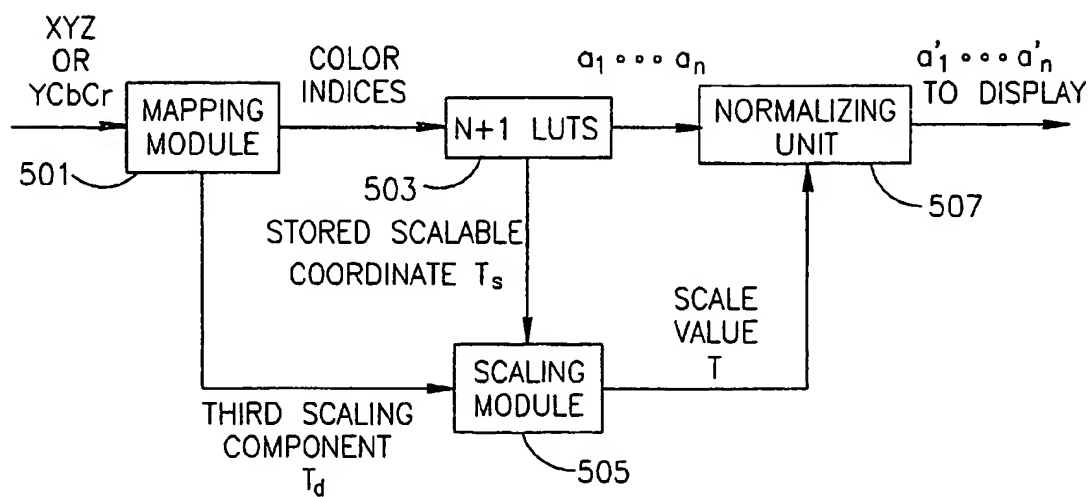 XYZ
OR
YCbCr
MAPPING
MODULE
501
COLOR
INDICES
N+1 LUTS
503
a₁ ∘∘∘ aₙ
NORMALIZING
UNIT
507
a'₁ ∘∘∘ a'ₙ
TO DISPLAY
STORED SCALABLE
COORDINATE Tₛ
SCALING
MODULE
505
SCALE
VALUE
T
THIRD SCALING
COMPONENT
T_d